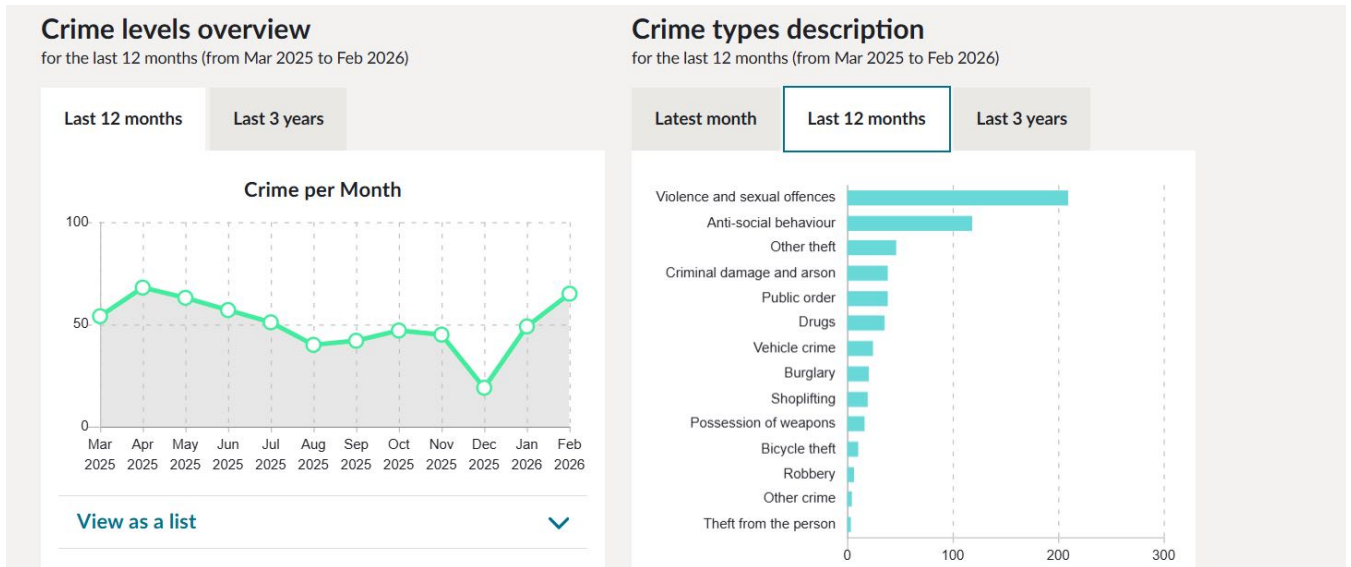 Crime levels overview
for the last 12 months (from Mar 2025 to Feb 2026)
Last 12 months
Last 3 years
Crime per Month
100
50
0
Mar 2025
Apr 2025
May 2025
Jun 2025
Jul 2025
Aug 2025
Sep 2025
Oct 2025
Nov 2025
Dec 2025
Jan 2026
Feb 2026
View as a list
Crime types description
for the last 12 months (from Mar 2025 to Feb 2026)
Latest month
Last 12 months
Last 3 years
Violence and sexual offences
Anti-social behaviour
Other theft
Criminal damage and arson
Public order
Drugs
Vehicle crime
Burglary
Shoplifting
Possession of weapons
Bicycle theft
Robbery
Other crime
Theft from the person
0
100
200
300